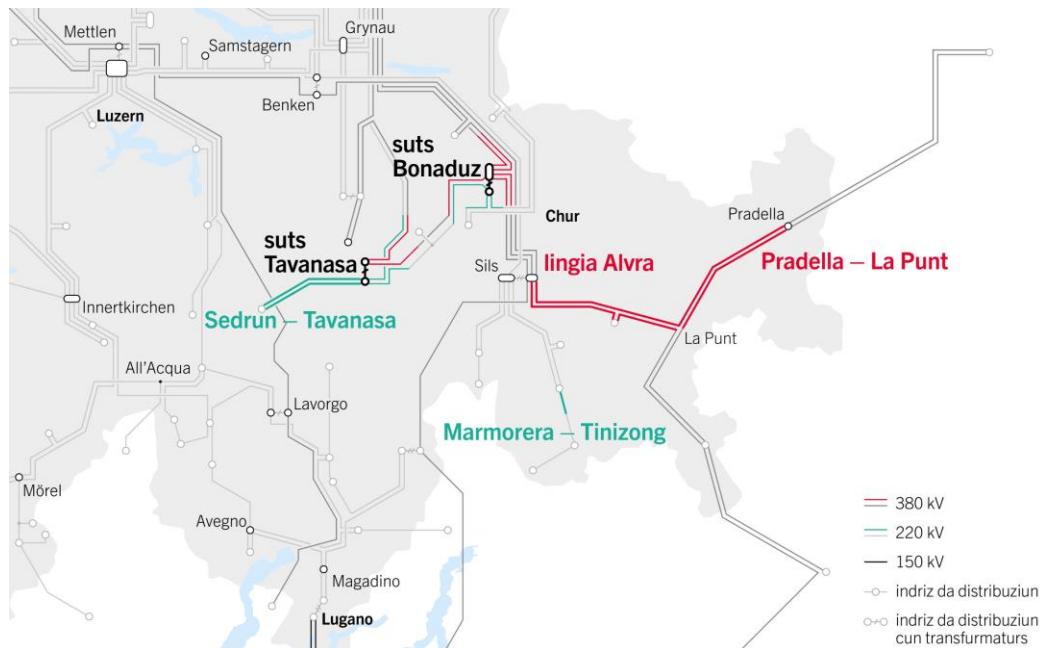 Mettlen
Samstagern
Grynau
Benken
Luzern
suts
Bonaduz
Chur
Pradella
suts
Tavanasa
Sils
lingia Alvra
Pradella – La Punt
Innertkirchen
Sedrun – Tavanasa
La Punt
All'Acqua
Lavorgo
Marmorera – Tinizong
Mörel
Avegno
Magadino
Lugano
380 kV
220 kV
150 kV
indriz da distribuziun
indriz da distribuziun
cun transfurmaturs